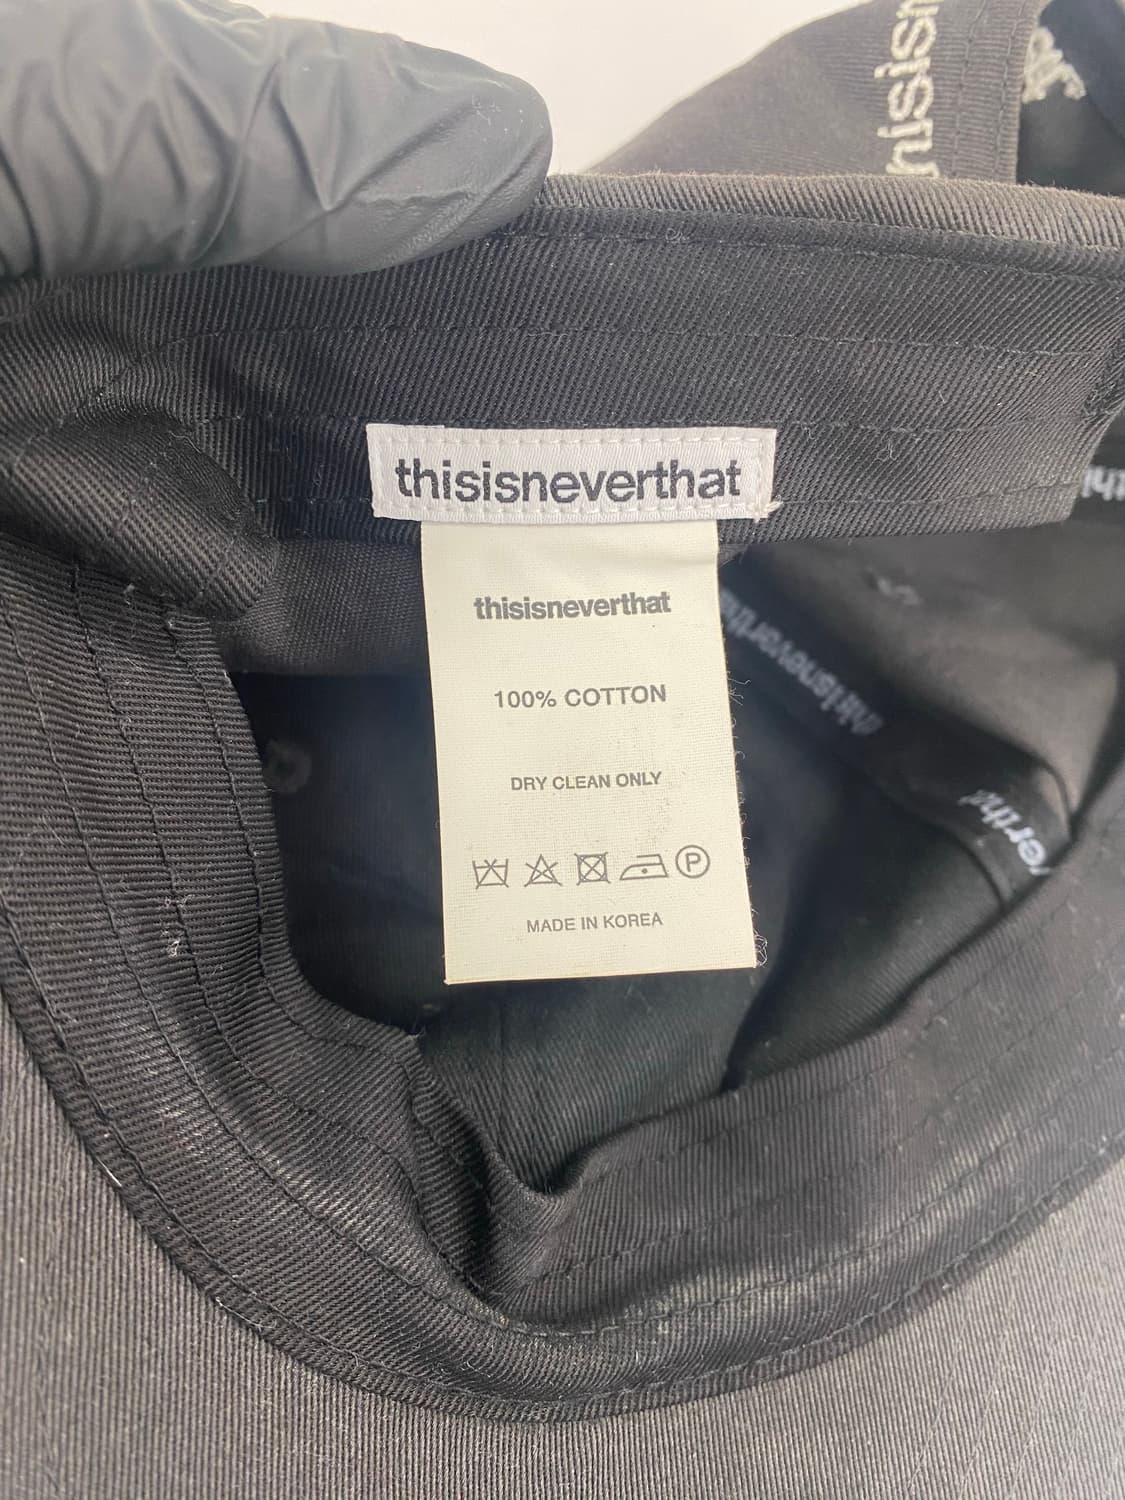 thisisneverthat
thisisneverthat
100% COTTON
DRY CLEAN ONLY
P
MADE IN KOREA